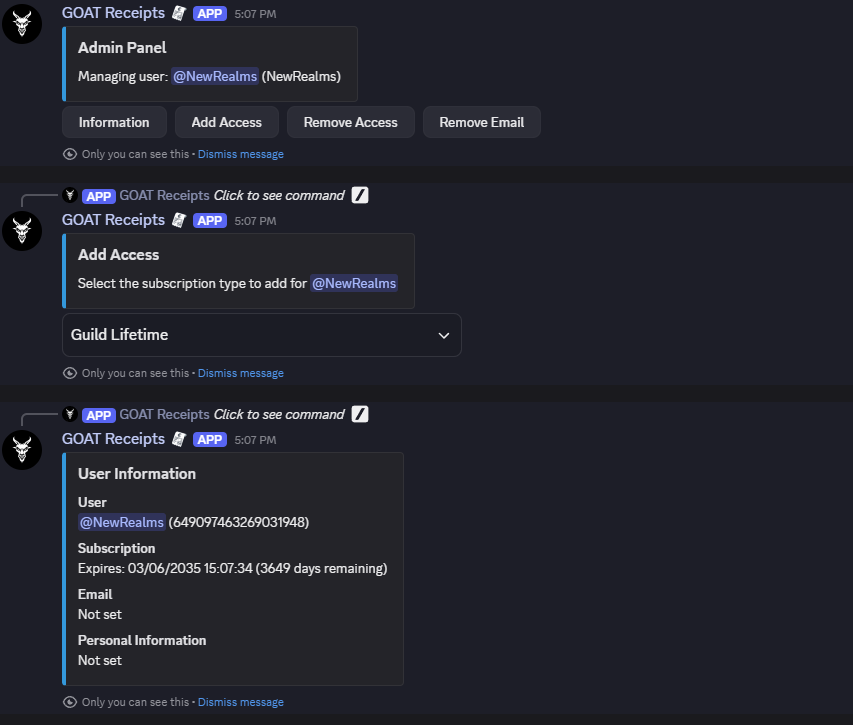 GOAT Receipts APP 5:07 PM
Admin Panel
Managing user: @NewRealms (NewRealms)
Information Add Access Remove Access Remove Email
Only you can see this • Dismiss message
APP GOAT Receipts Click to see command /
GOAT Receipts APP 5:07 PM
Add Access
Select the subscription type to add for @NewRealms
Guild Lifetime
Only you can see this • Dismiss message
APP GOAT Receipts Click to see command /
GOAT Receipts APP 5:07 PM
User Information
User
@NewRealms (649097463269031948)
Subscription
Expires: 03/06/2035 15:07:34 (3649 days remaining)
Email
Not set
Personal Information
Not set
Only you can see this • Dismiss message